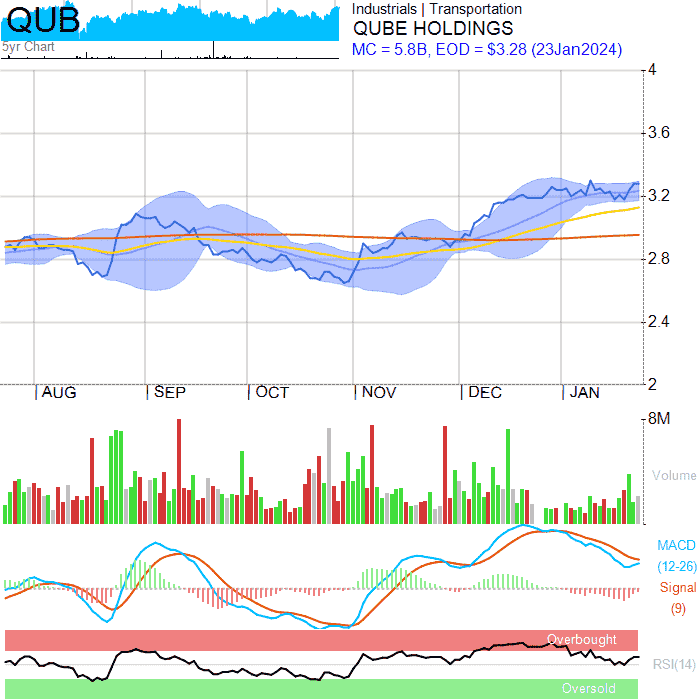 QUB
5yr Chart
Industrials | Transportation
QUBE HOLDINGS
MC = 5.8B, EOD = $3.28 (23Jan2024)
4
3.6
3.2
2.8
2.4
2
| AUG | SEP | OCT | NOV | DEC | JAN
8M
Volume
MACD
(12-26)
Signal
(9)
Overbought
RSI(14)
Oversold